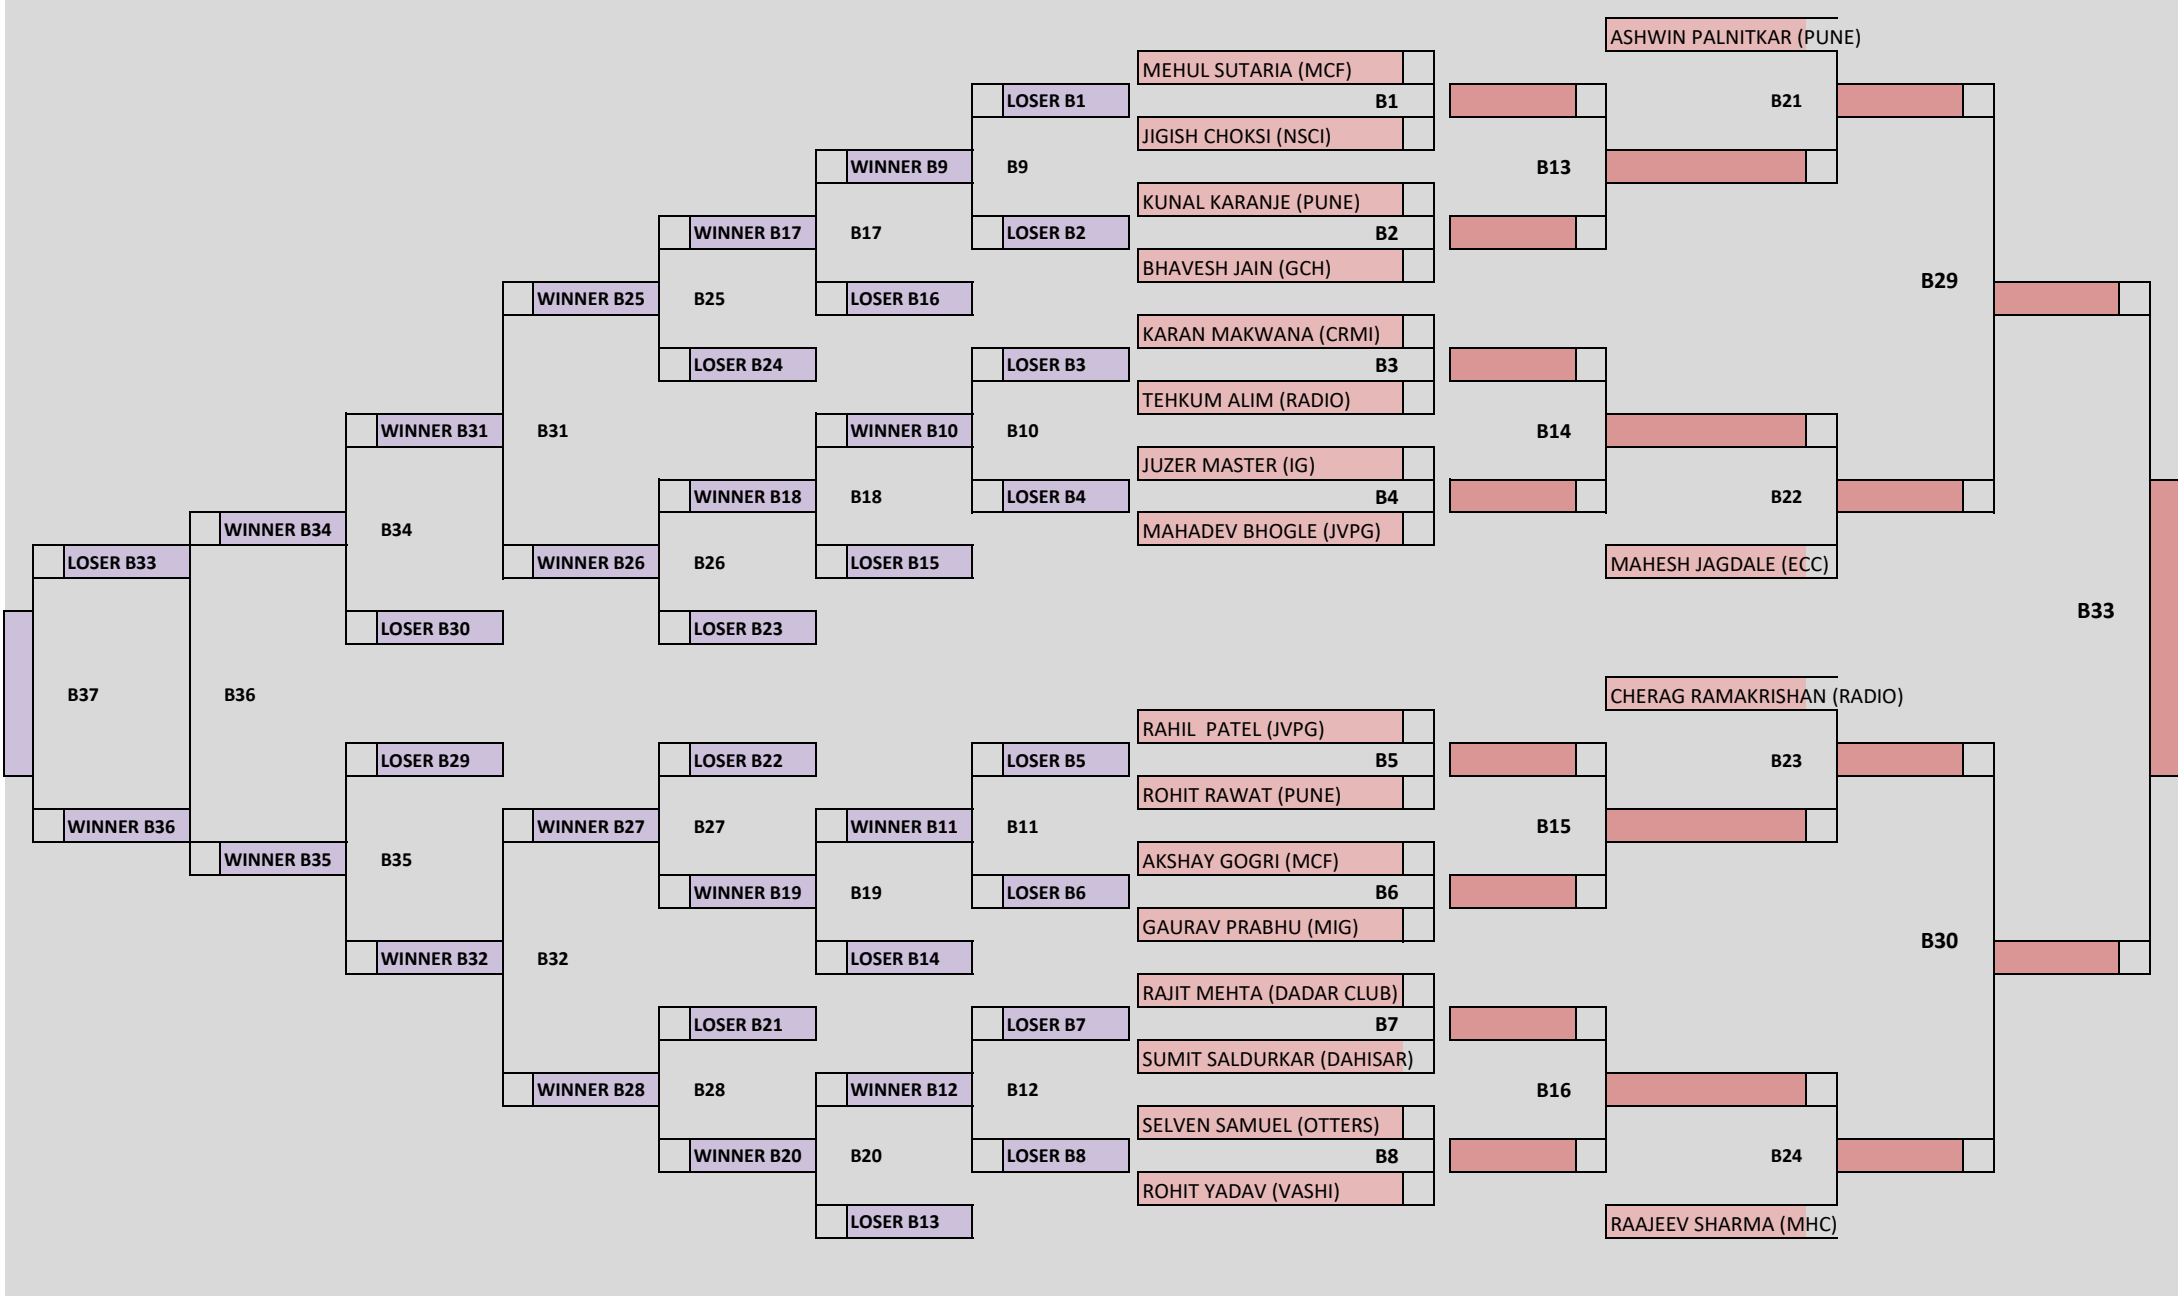 ASHWIN PALNITKAR (PUNE)
MEHUL SUTARIA (MCF)
LOSER B1
B1
B21
JIGISH CHOKSI (NSCI)
WINNER B9
B9
B13
KUNAL KARANJE (PUNE)
WINNER B17
B17
LOSER B2
B2
BHAVESH JAIN (GCH)
B29
WINNER B25
B25
LOSER B16
KARAN MAKWANA (CRMI)
LOSER B24
LOSER B3
B3
TEHKUM ALIM (RADIO)
WINNER B31
B31
WINNER B10
B10
B14
JUZER MASTER (IG)
WINNER B18
B18
LOSER B4
B4
B22
WINNER B34
B34
MAHADEV BHOGLE (JVPG)
LOSER B33
WINNER B26
B26
LOSER B15
MAHESH JAGDALE (ECC)
B33
LOSER B30
LOSER B23
B37
B36
CHERAG RAMAKRISHAN (RADIO)
RAHIL  PATEL (JVPG)
LOSER B29
LOSER B22
LOSER B5
B5
B23
ROHIT RAWAT (PUNE)
WINNER B36
WINNER B27
B27
WINNER B11
B11
B15
WINNER B35
B35
AKSHAY GOGRI (MCF)
WINNER B19
B19
LOSER B6
B6
GAURAV PRABHU (MIG)
B30
WINNER B32
B32
LOSER B14
RAJIT MEHTA (DADAR CLUB)
LOSER B21
LOSER B7
B7
SUMIT SALDURKAR (DAHISAR)
WINNER B28
B28
WINNER B12
B12
B16
SELVEN SAMUEL (OTTERS)
WINNER B20
B20
LOSER B8
B8
B24
ROHIT YADAV (VASHI)
LOSER B13
RAAJEEV SHARMA (MHC)